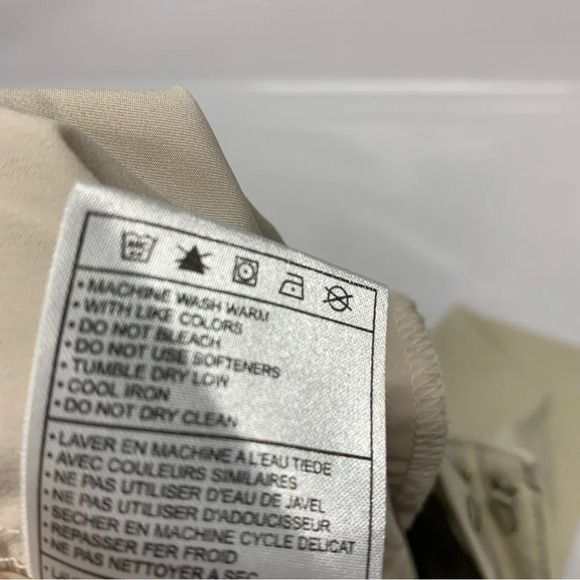 • MACHINE WASH WARM
• WITH LIKE COLORS
• DO NOT BLEACH
• DO NOT USE SOFTENERS
• TUMBLE DRY LOW
• COOL IRON
• DO NOT DRY CLEAN
• LAVER EN MACHINE A L'EAU TIEDE
• AVEC COULEURS SIMILAIRES
• NE PAS UTILISER D'EAU DE JAVEL
• NE PAS UTILISER D'ADOUCISSEUR
• SECHER EN MACHINE CYCLE DELICAT
• REPASSER FER FROID
• NE PAS NETTOYER A SEC